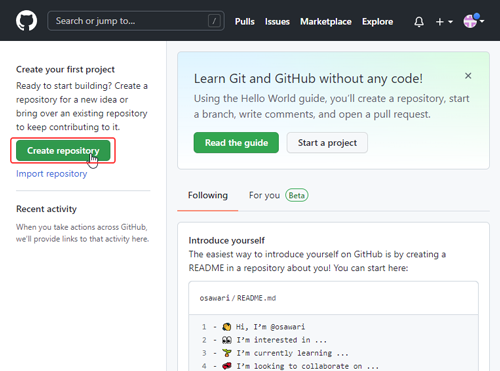 Search or jump to... /
Pulls Issues Marketplace Explore
Create your first project
Ready to start building? Create a
repository for a new idea or
bring over an existing repository
to keep contributing to it.
Create repository
Import repository
Recent activity
When you take actions across GitHub,
we'll provide links to that activity here.
Learn Git and GitHub without any code!
Using the Hello World guide, you'll create a repository, start
a branch, write comments, and open a pull request.
Read the guide
Start a project
Following
For you Beta
Introduce yourself
The easiest way to introduce yourself on GitHub is by creating a
README in a repository about you! You can start here:
osawari / README.md
1 - 👋 Hi, I'm @osawari
2 - 👀 I'm interested in ...
3 - 🌱 I'm currently learning ...
4 - 💞️ I'm looking to collaborate on ...